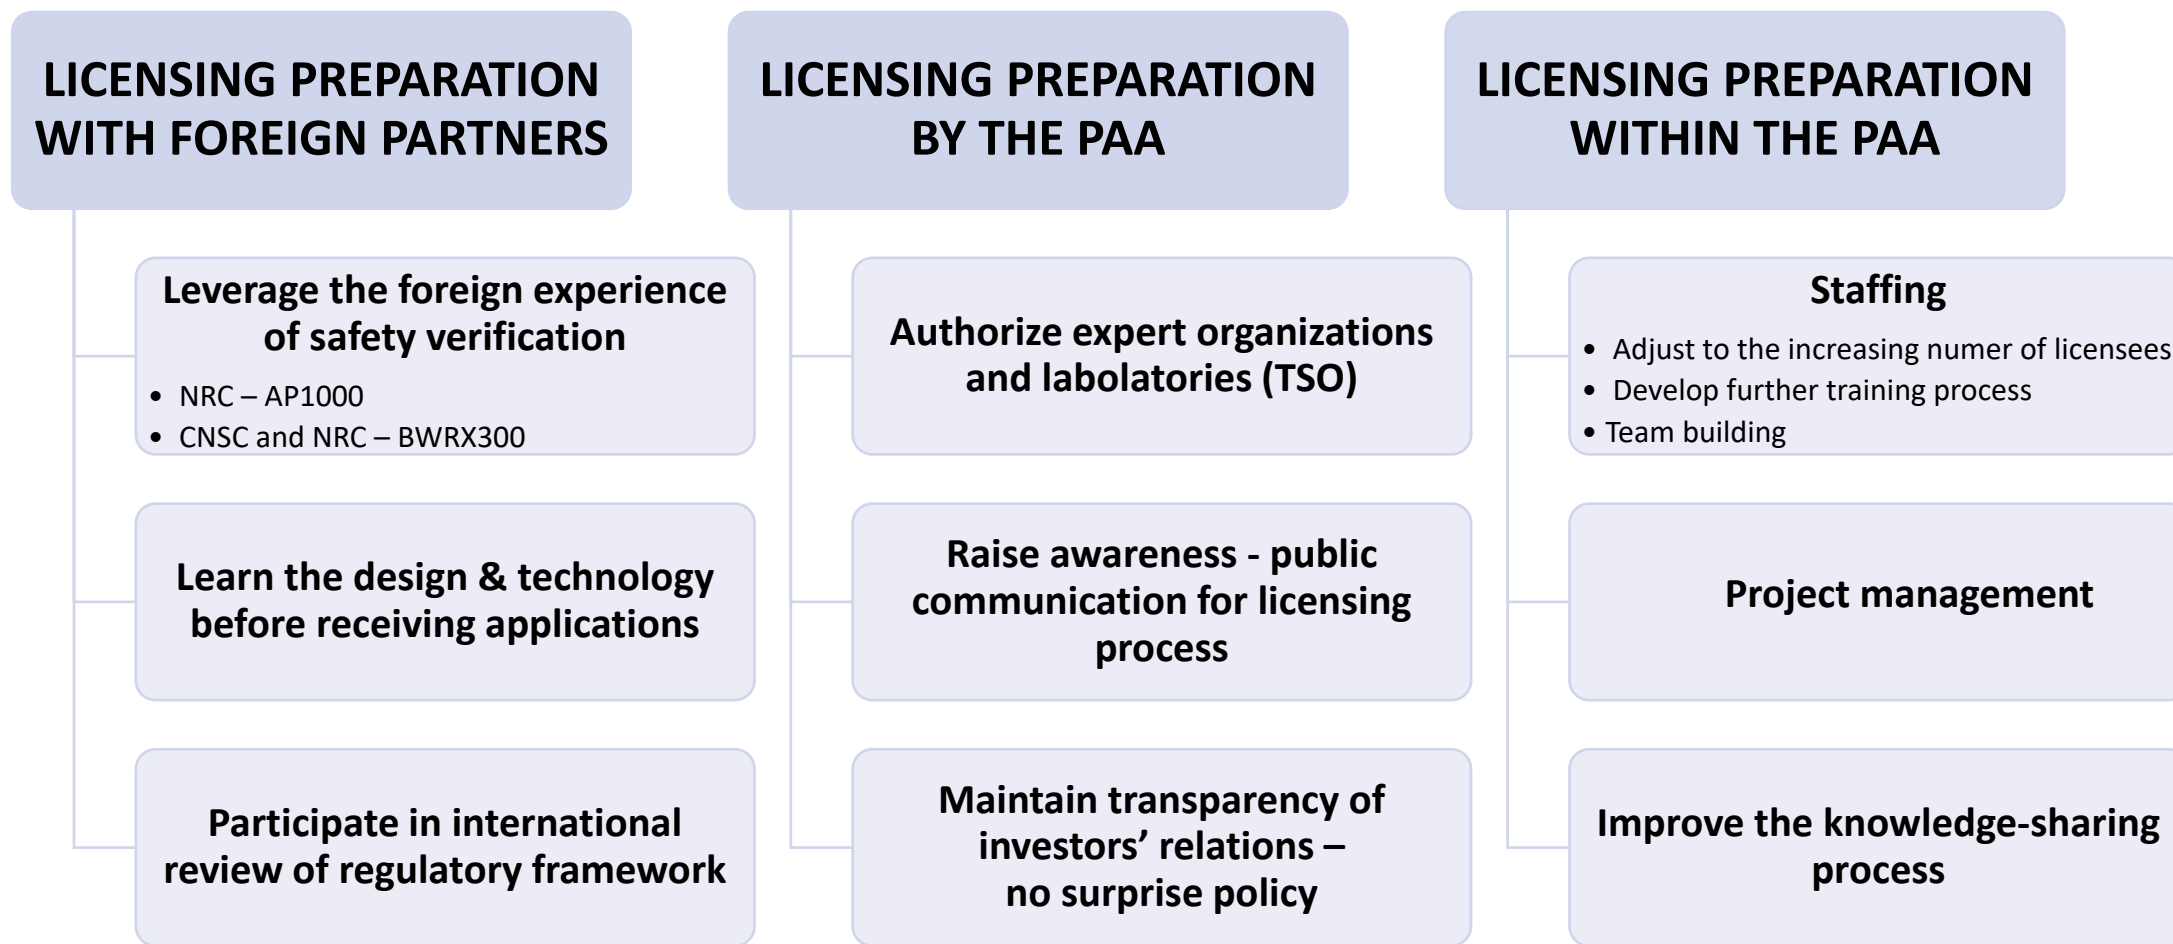 LICENSING PREPARATION
WITH FOREIGN PARTNERS
Leverage the foreign experience
of safety verification
• NRC – AP1000
• CNSC and NRC – BWRX300
Learn the design & technology
before receiving applications
Participate in international
review of regulatory framework
LICENSING PREPARATION
BY THE PAA
Authorize expert organizations
and labolatories (TSO)
Raise awareness - public
communication for licensing
process
Maintain transparency of
investors’ relations –
no surprise policy
LICENSING PREPARATION
WITHIN THE PAA
Staffing
• Adjust to the increasing numer of licensees
• Develop further training process
• Team building
Project management
Improve the knowledge-sharing
process